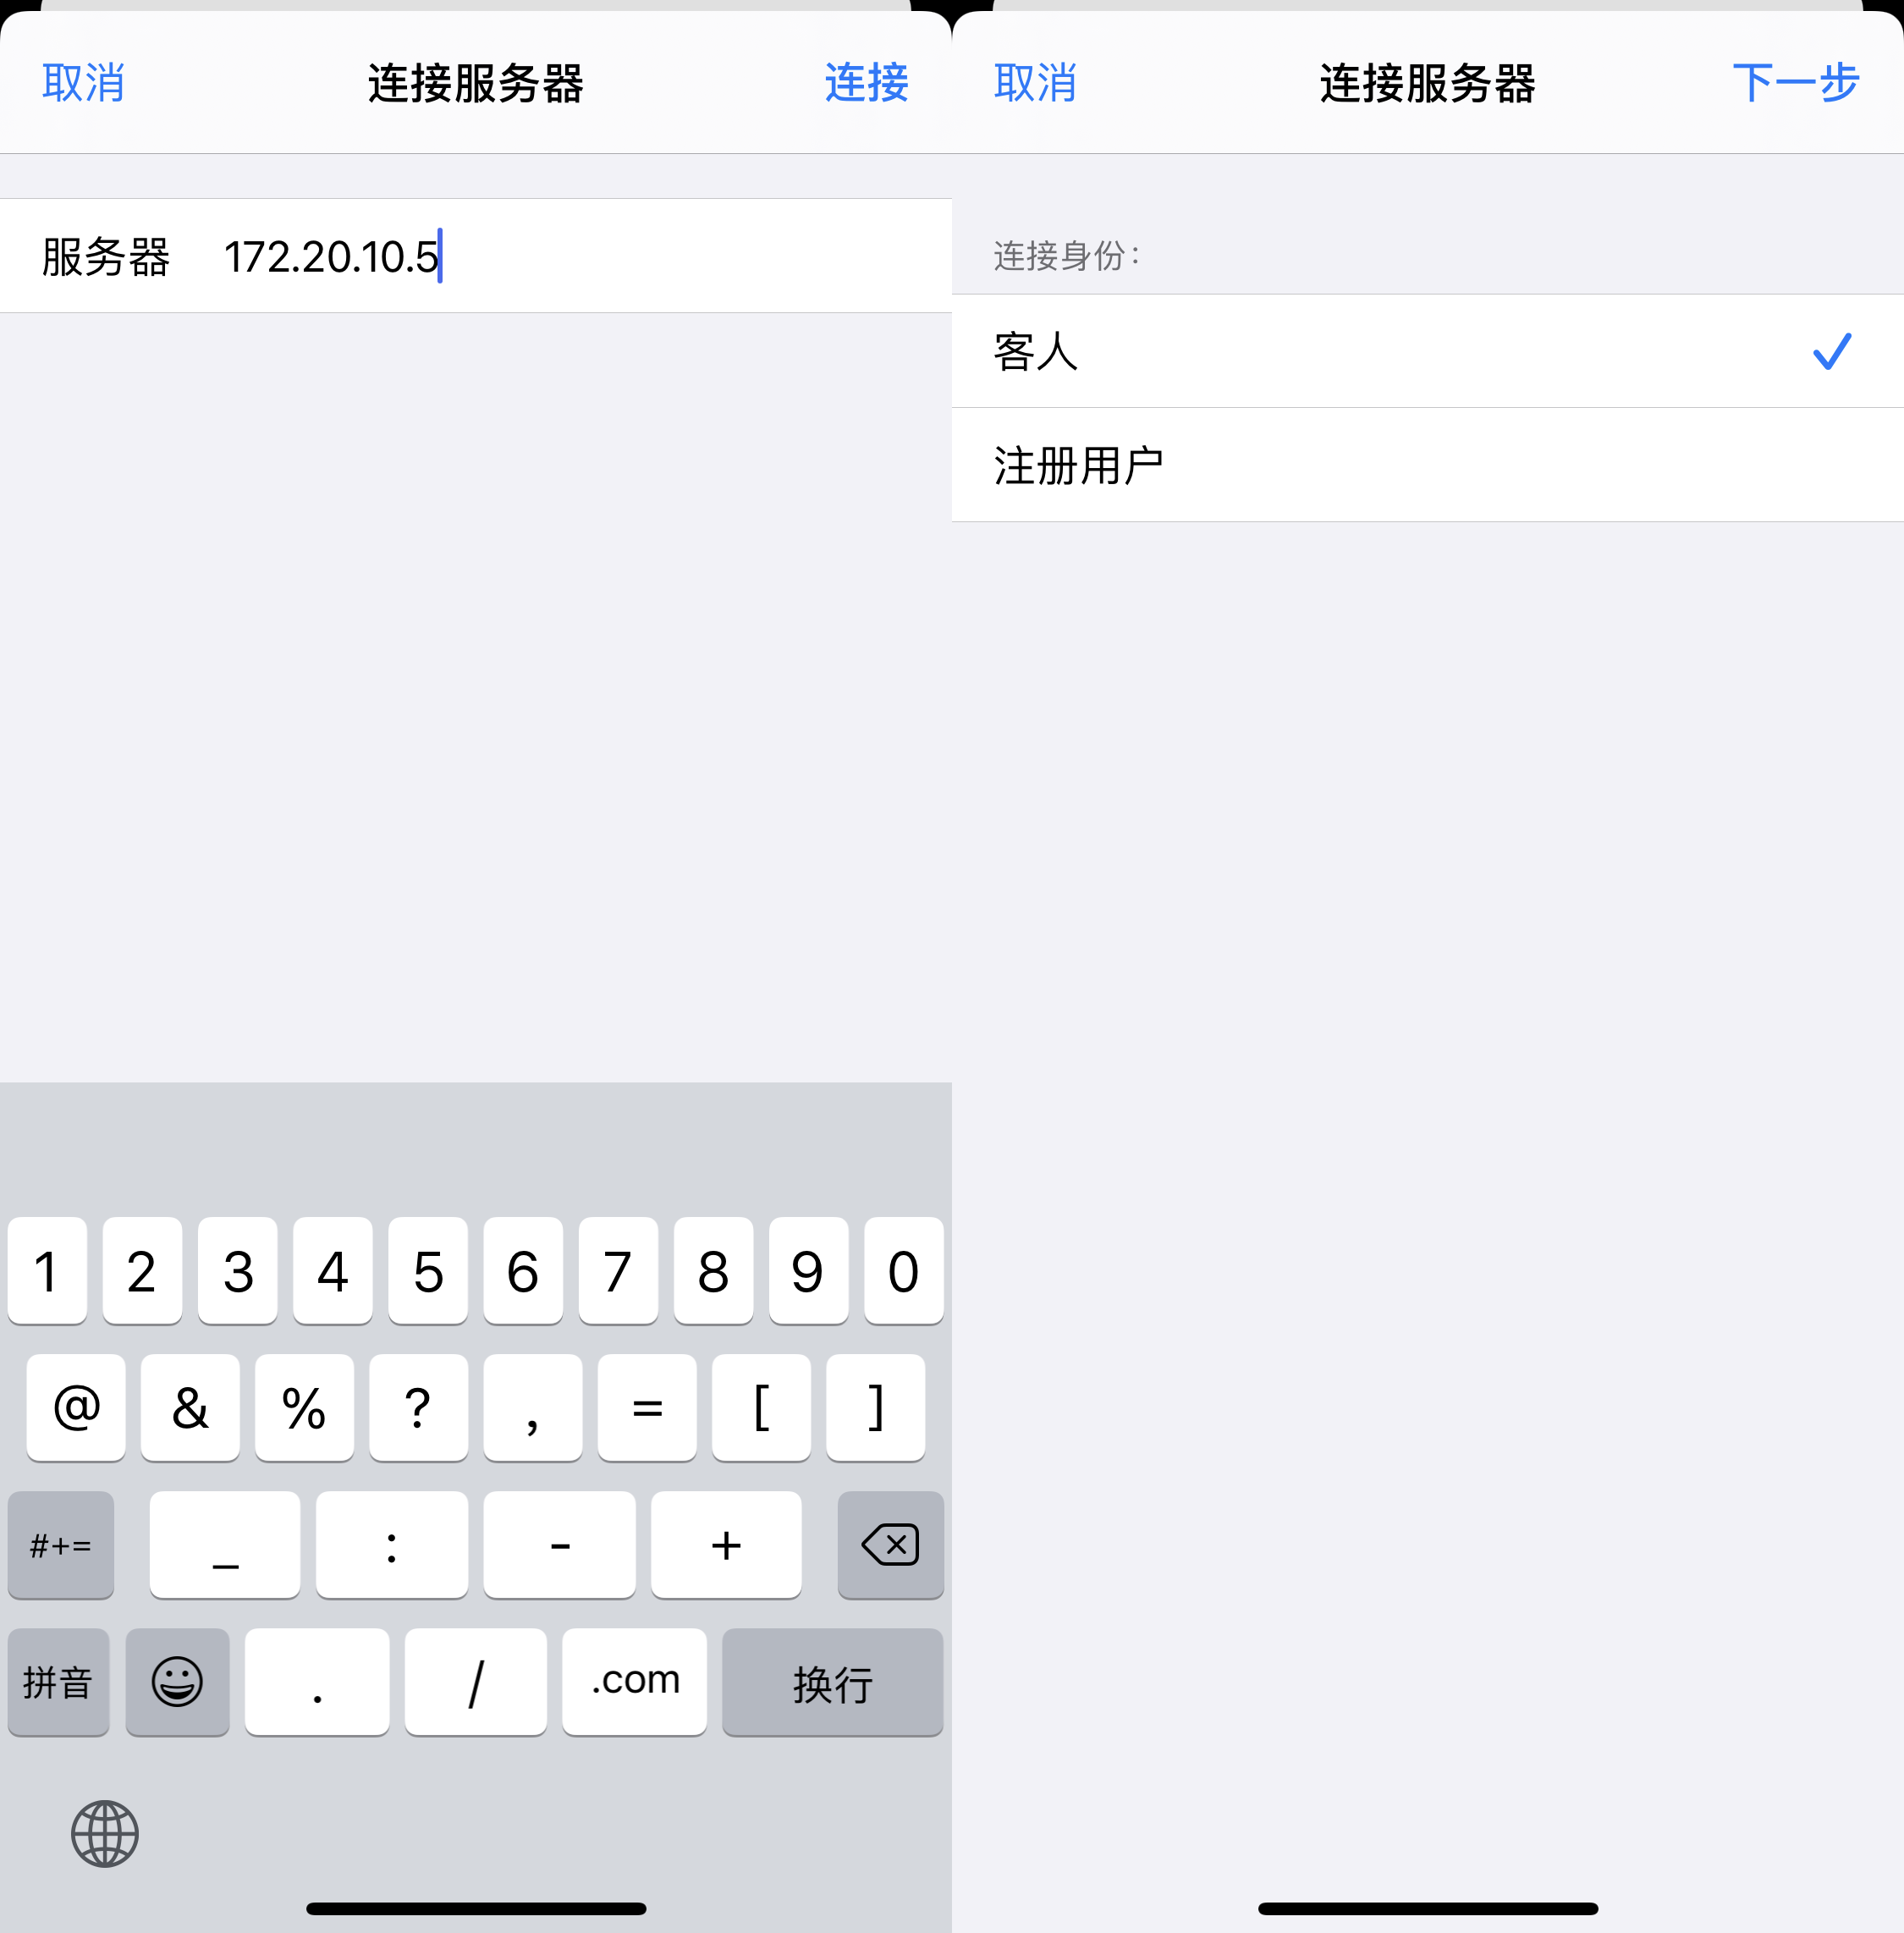 取消 连接服务器 连接
服务器 172.20.10.5
1 2 3 4 5 6 7 8 9 0
@ & % ? , = [ ]
#+= _ : - +
拼音 . / .com 换行
取消 连接服务器 下一步
连接身份：
客人
注册用户